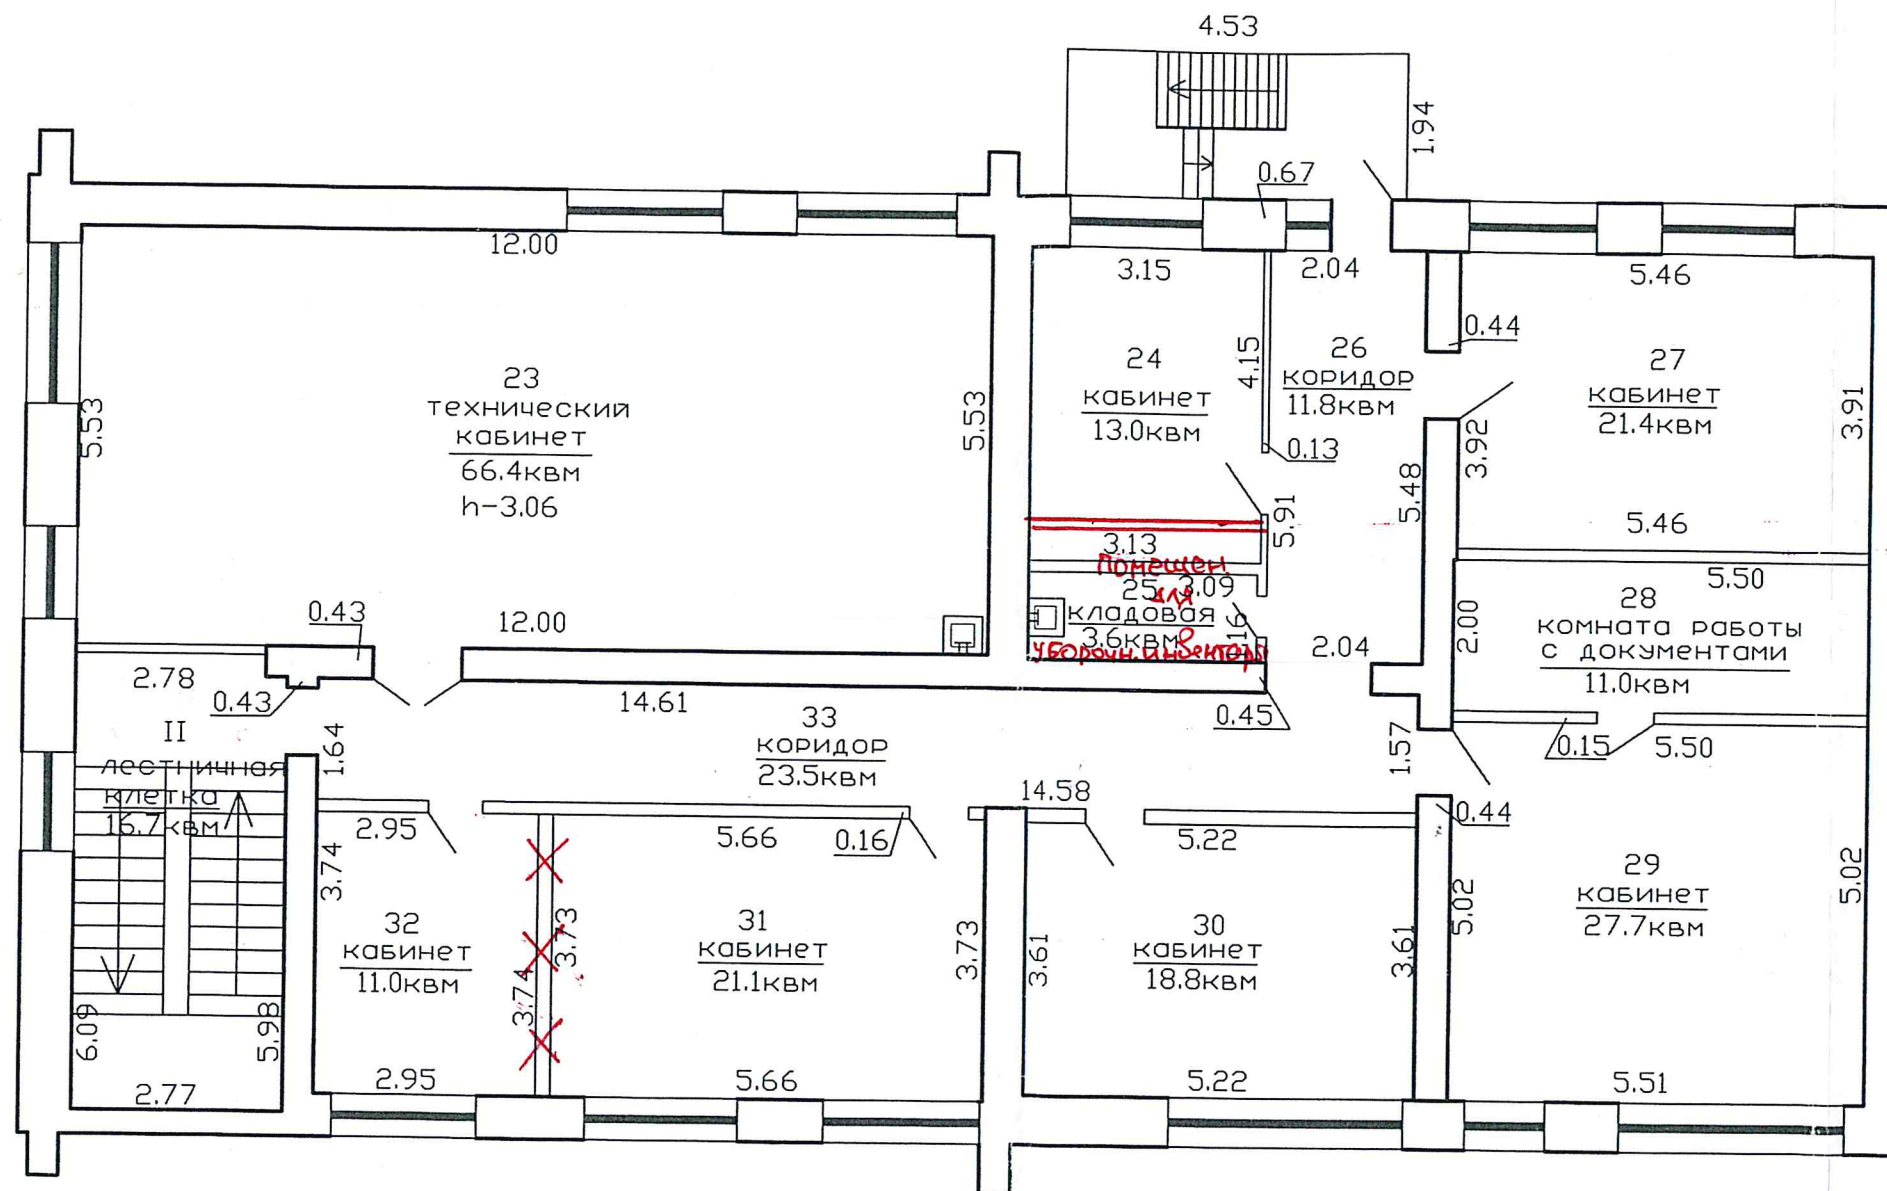 4.53
1.94
0.67
12.00
3.15
2.04
5.46
0.44
23
технический
кабинет
66.4квм
h-3.06
5.53
5.53
24
кабинет
13.0квм
4.15
26
коридор
11.8квм
0.13
27
кабинет
21.4квм
3.91
3.92
5.48
5.91
5.46
3.13
Помещен.
для
уборочн. инвентаря
3.09
25
кладовая
3.6квм
1.16
2.04
5.50
28
комната работы
с документами
11.0квм
2.00
0.15
5.50
0.43
12.00
2.78
0.43
14.61
0.45
II
лестничная
клетка
16.7квм
1.64
33
коридор
23.5квм
14.58
1.57
0.44
2.95
5.66
0.16
5.22
3.74
32
кабинет
11.0квм
3.74
3.73
31
кабинет
21.1квм
3.73
3.61
30
кабинет
18.8квм
3.61
5.02
29
кабинет
27.7квм
5.02
6.09
5.98
2.77
2.95
5.66
5.22
5.51